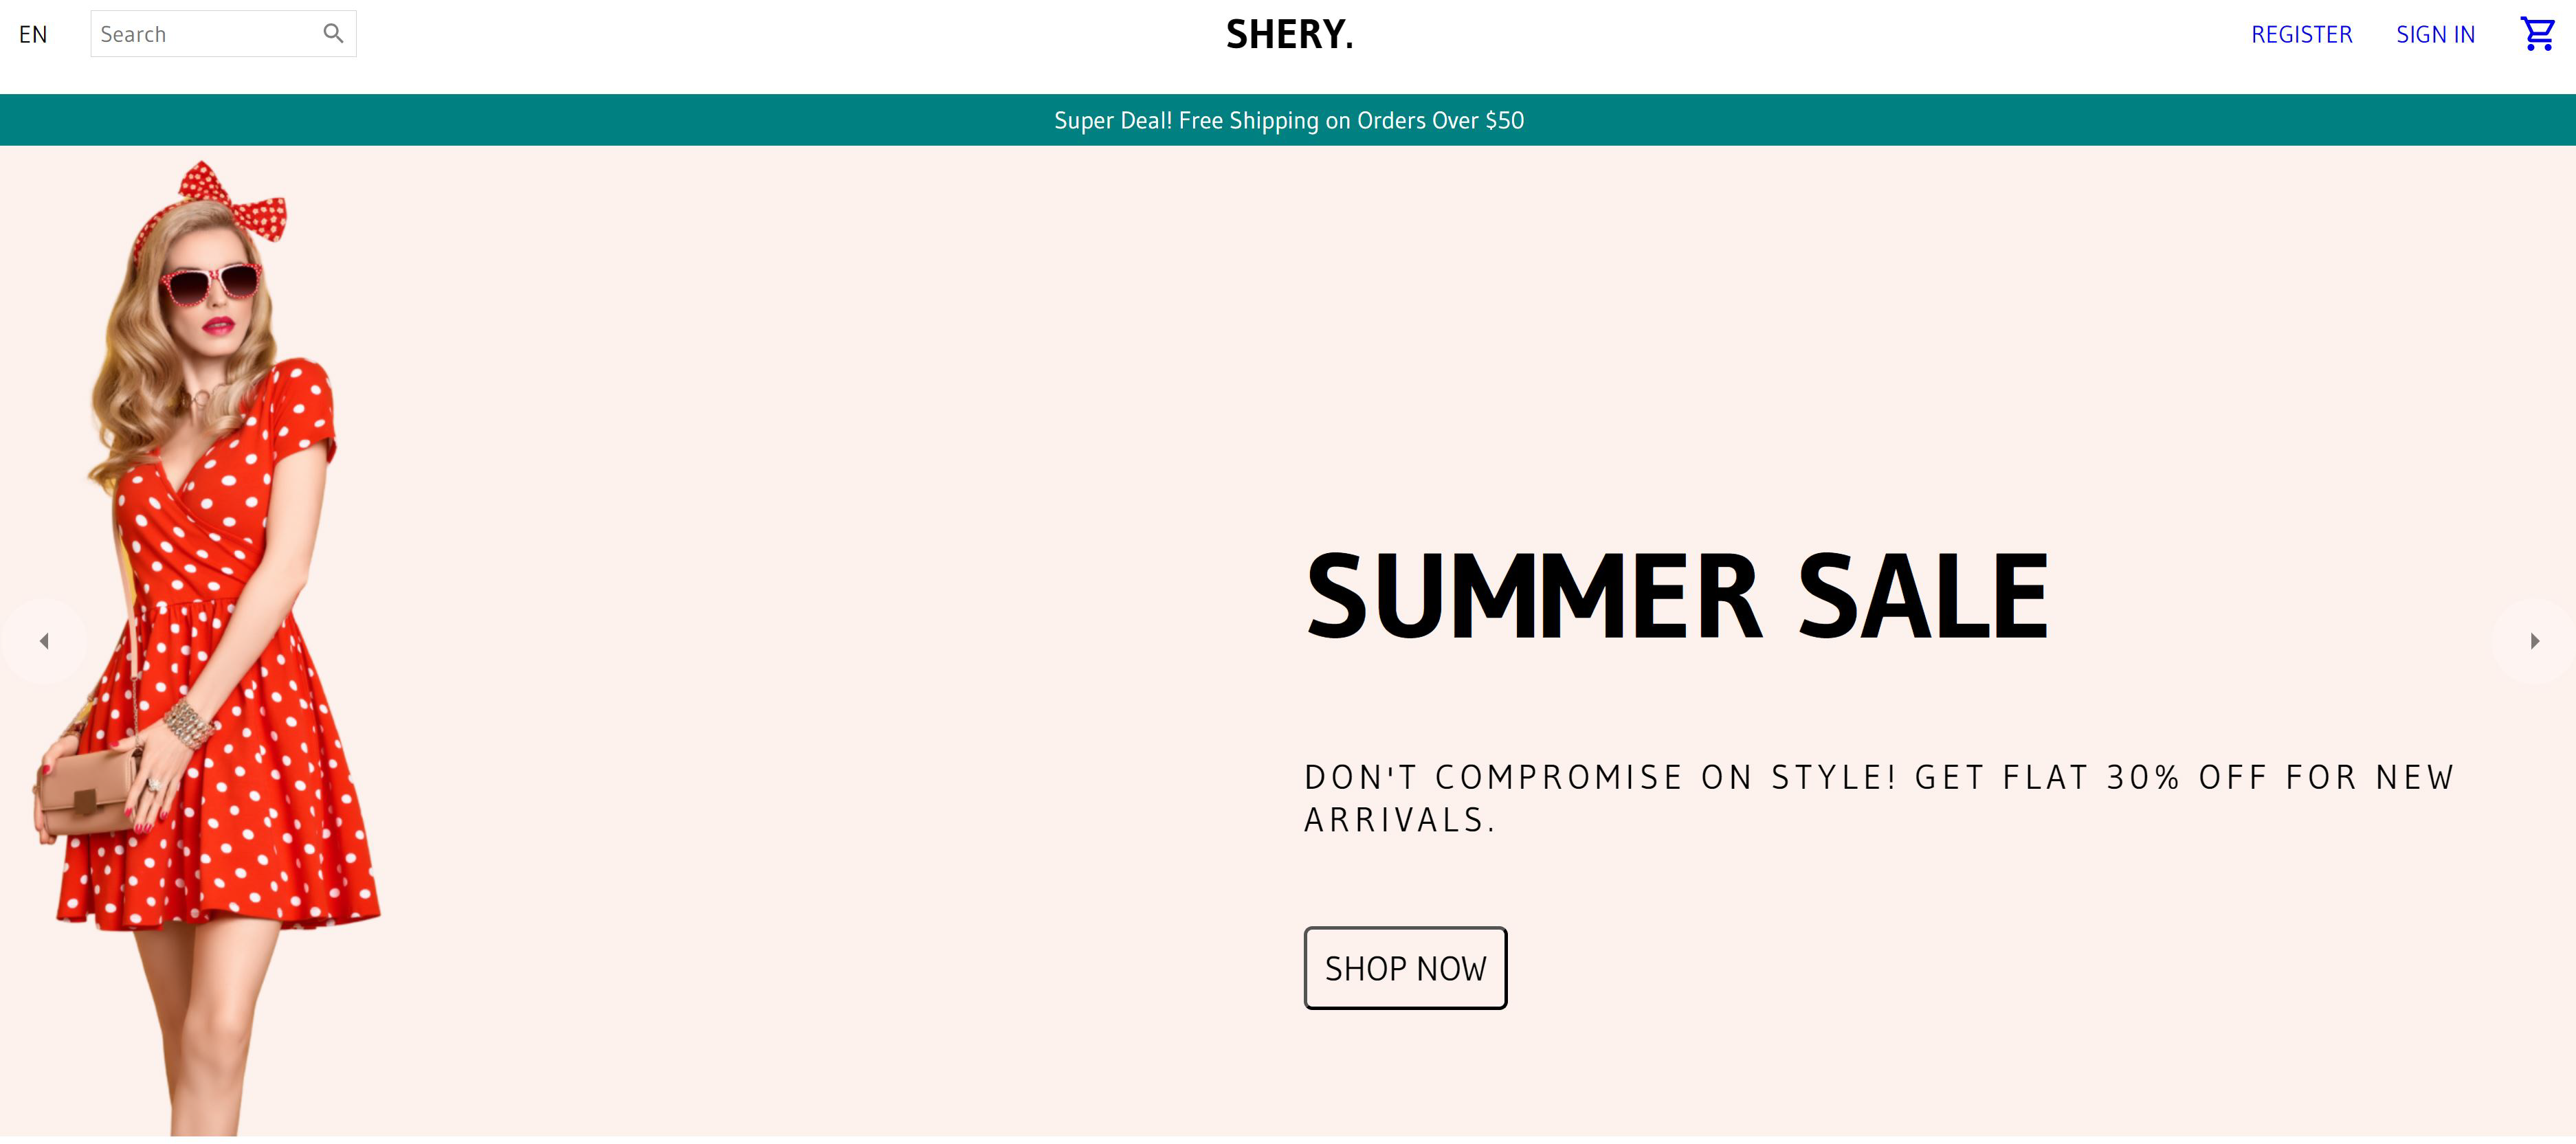 EN
Search
SHERY.
REGISTER
SIGN IN
Super Deal! Free Shipping on Orders Over $50
SUMMER SALE
DON'T COMPROMISE ON STYLE! GET FLAT 30% OFF FOR NEW
ARRIVALS.
SHOP NOW